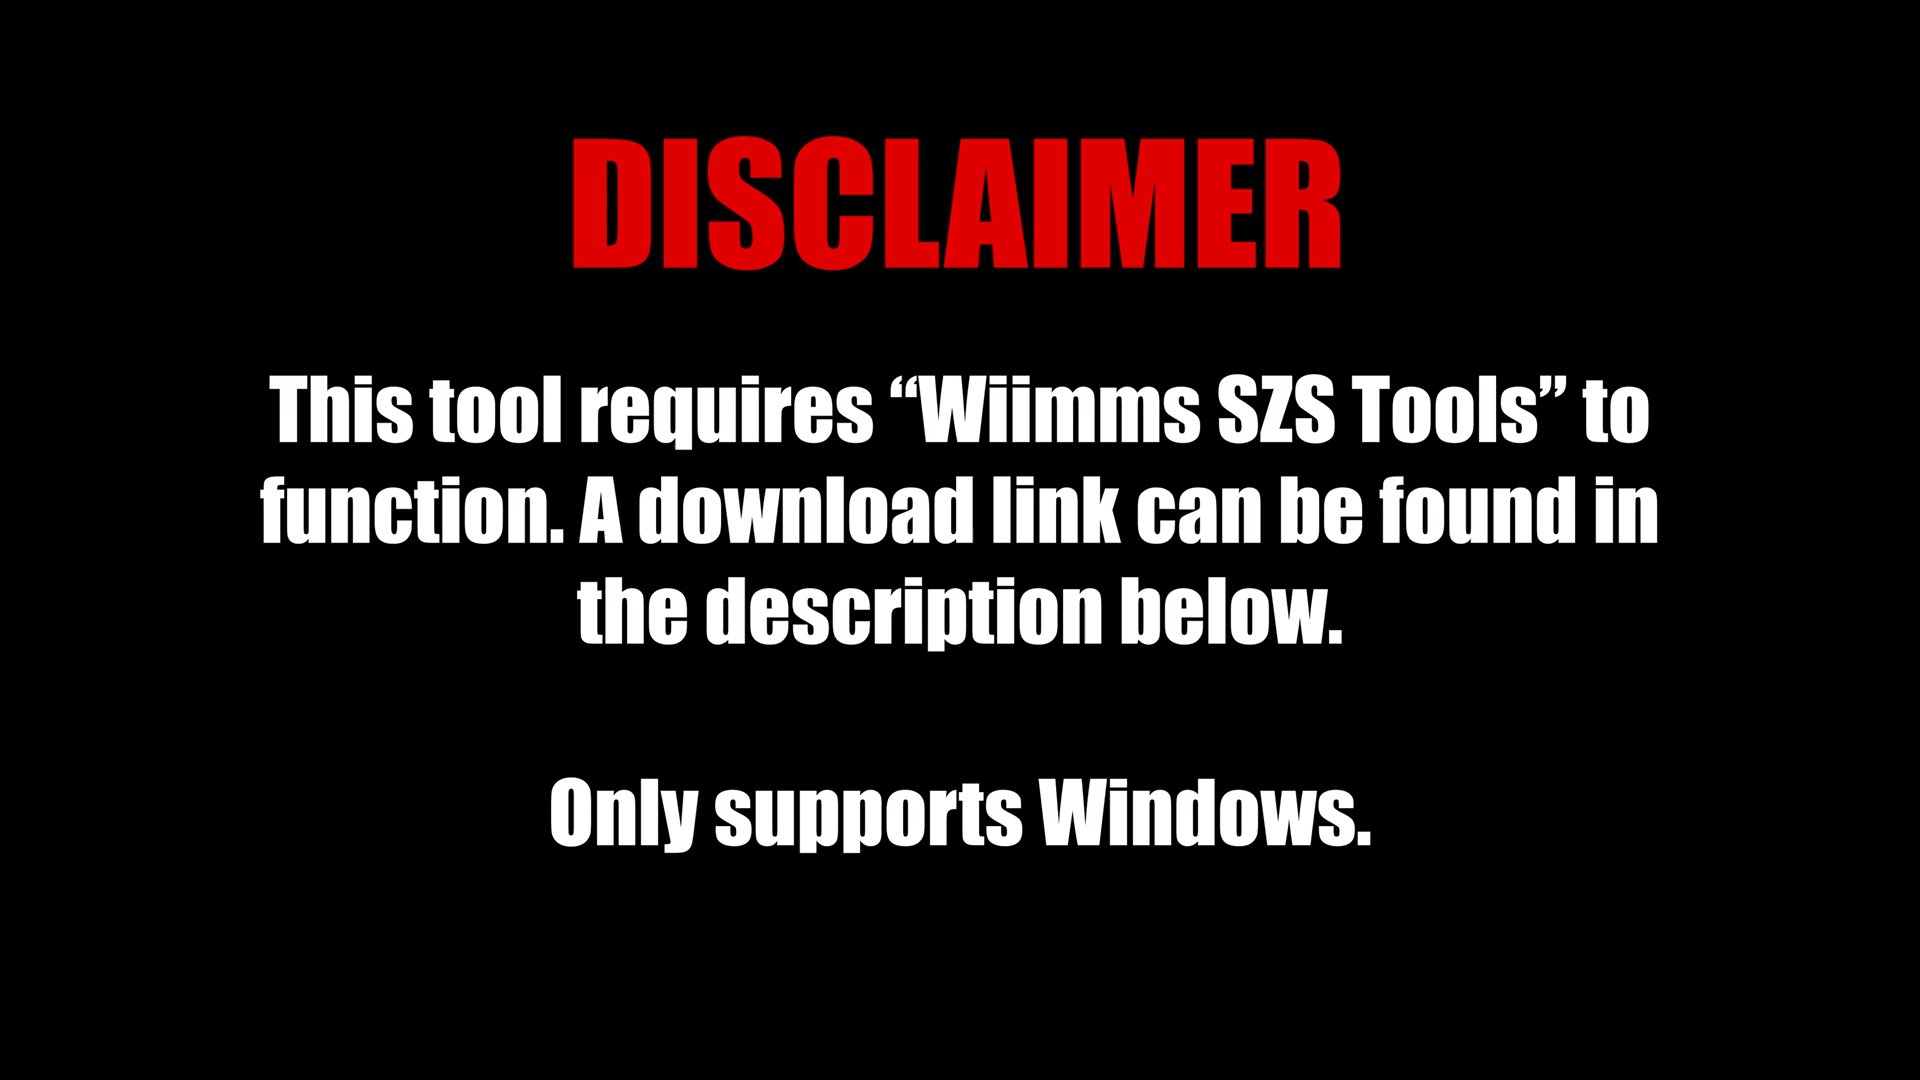 DISCLAIMER
This tool requires “Wiimms SZS Tools” to
function. A download link can be found in
the description below.
Only supports Windows.